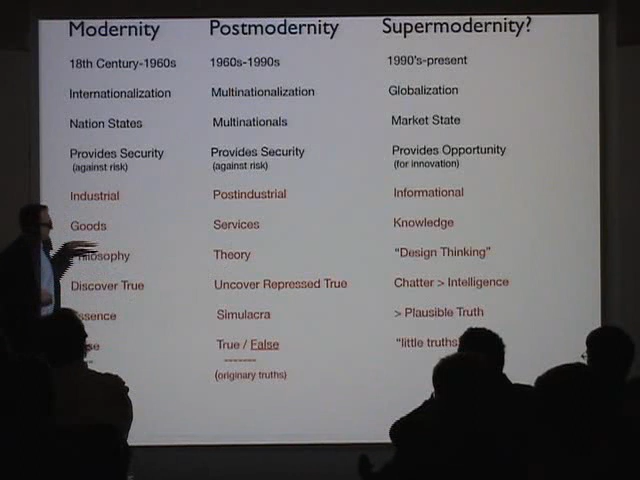 Modernity Postmodernity Supermodernity?
18th Century-1960s 1960s-1990s 1990's-present
Internationalization Multinationalization Globalization
Nation States Multinationals Market State
Provides Security Provides Security Provides Opportunity
(against risk) (against risk) (for innovation)
Industrial Postindustrial Informational
Goods Services Knowledge
Theory "Design Thinking"
Discover True Uncover Repressed True Chatter > Intelligence
Simulacra > Plausible Truth
True / False "little truths
-------
(originary truths)